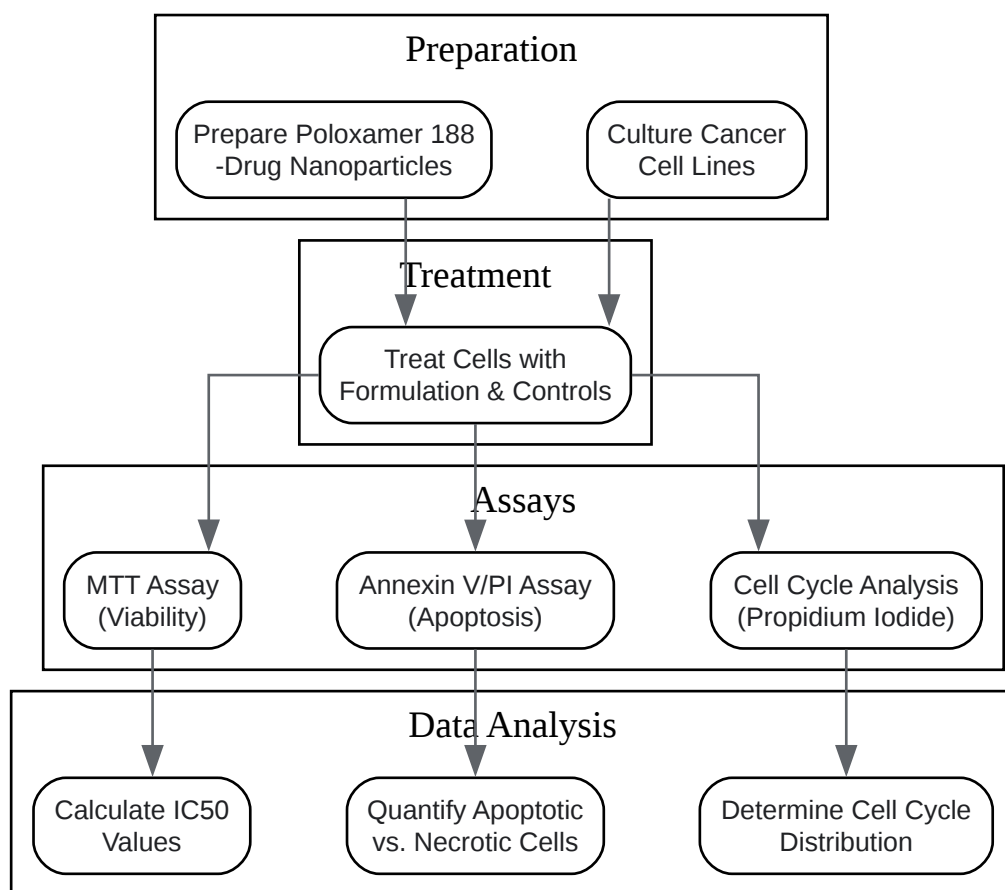 Preparation
Prepare Poloxamer 188
-Drug Nanoparticles
Culture Cancer
Cell Lines
Treatment
Treat Cells with
Formulation & Controls
Assays
MTT Assay
(Viability)
Annexin V/PI Assay
(Apoptosis)
Cell Cycle Analysis
(Propidium Iodide)
Data Analysis
Calculate IC50
Values
Quantify Apoptotic
vs. Necrotic Cells
Determine Cell Cycle
Distribution